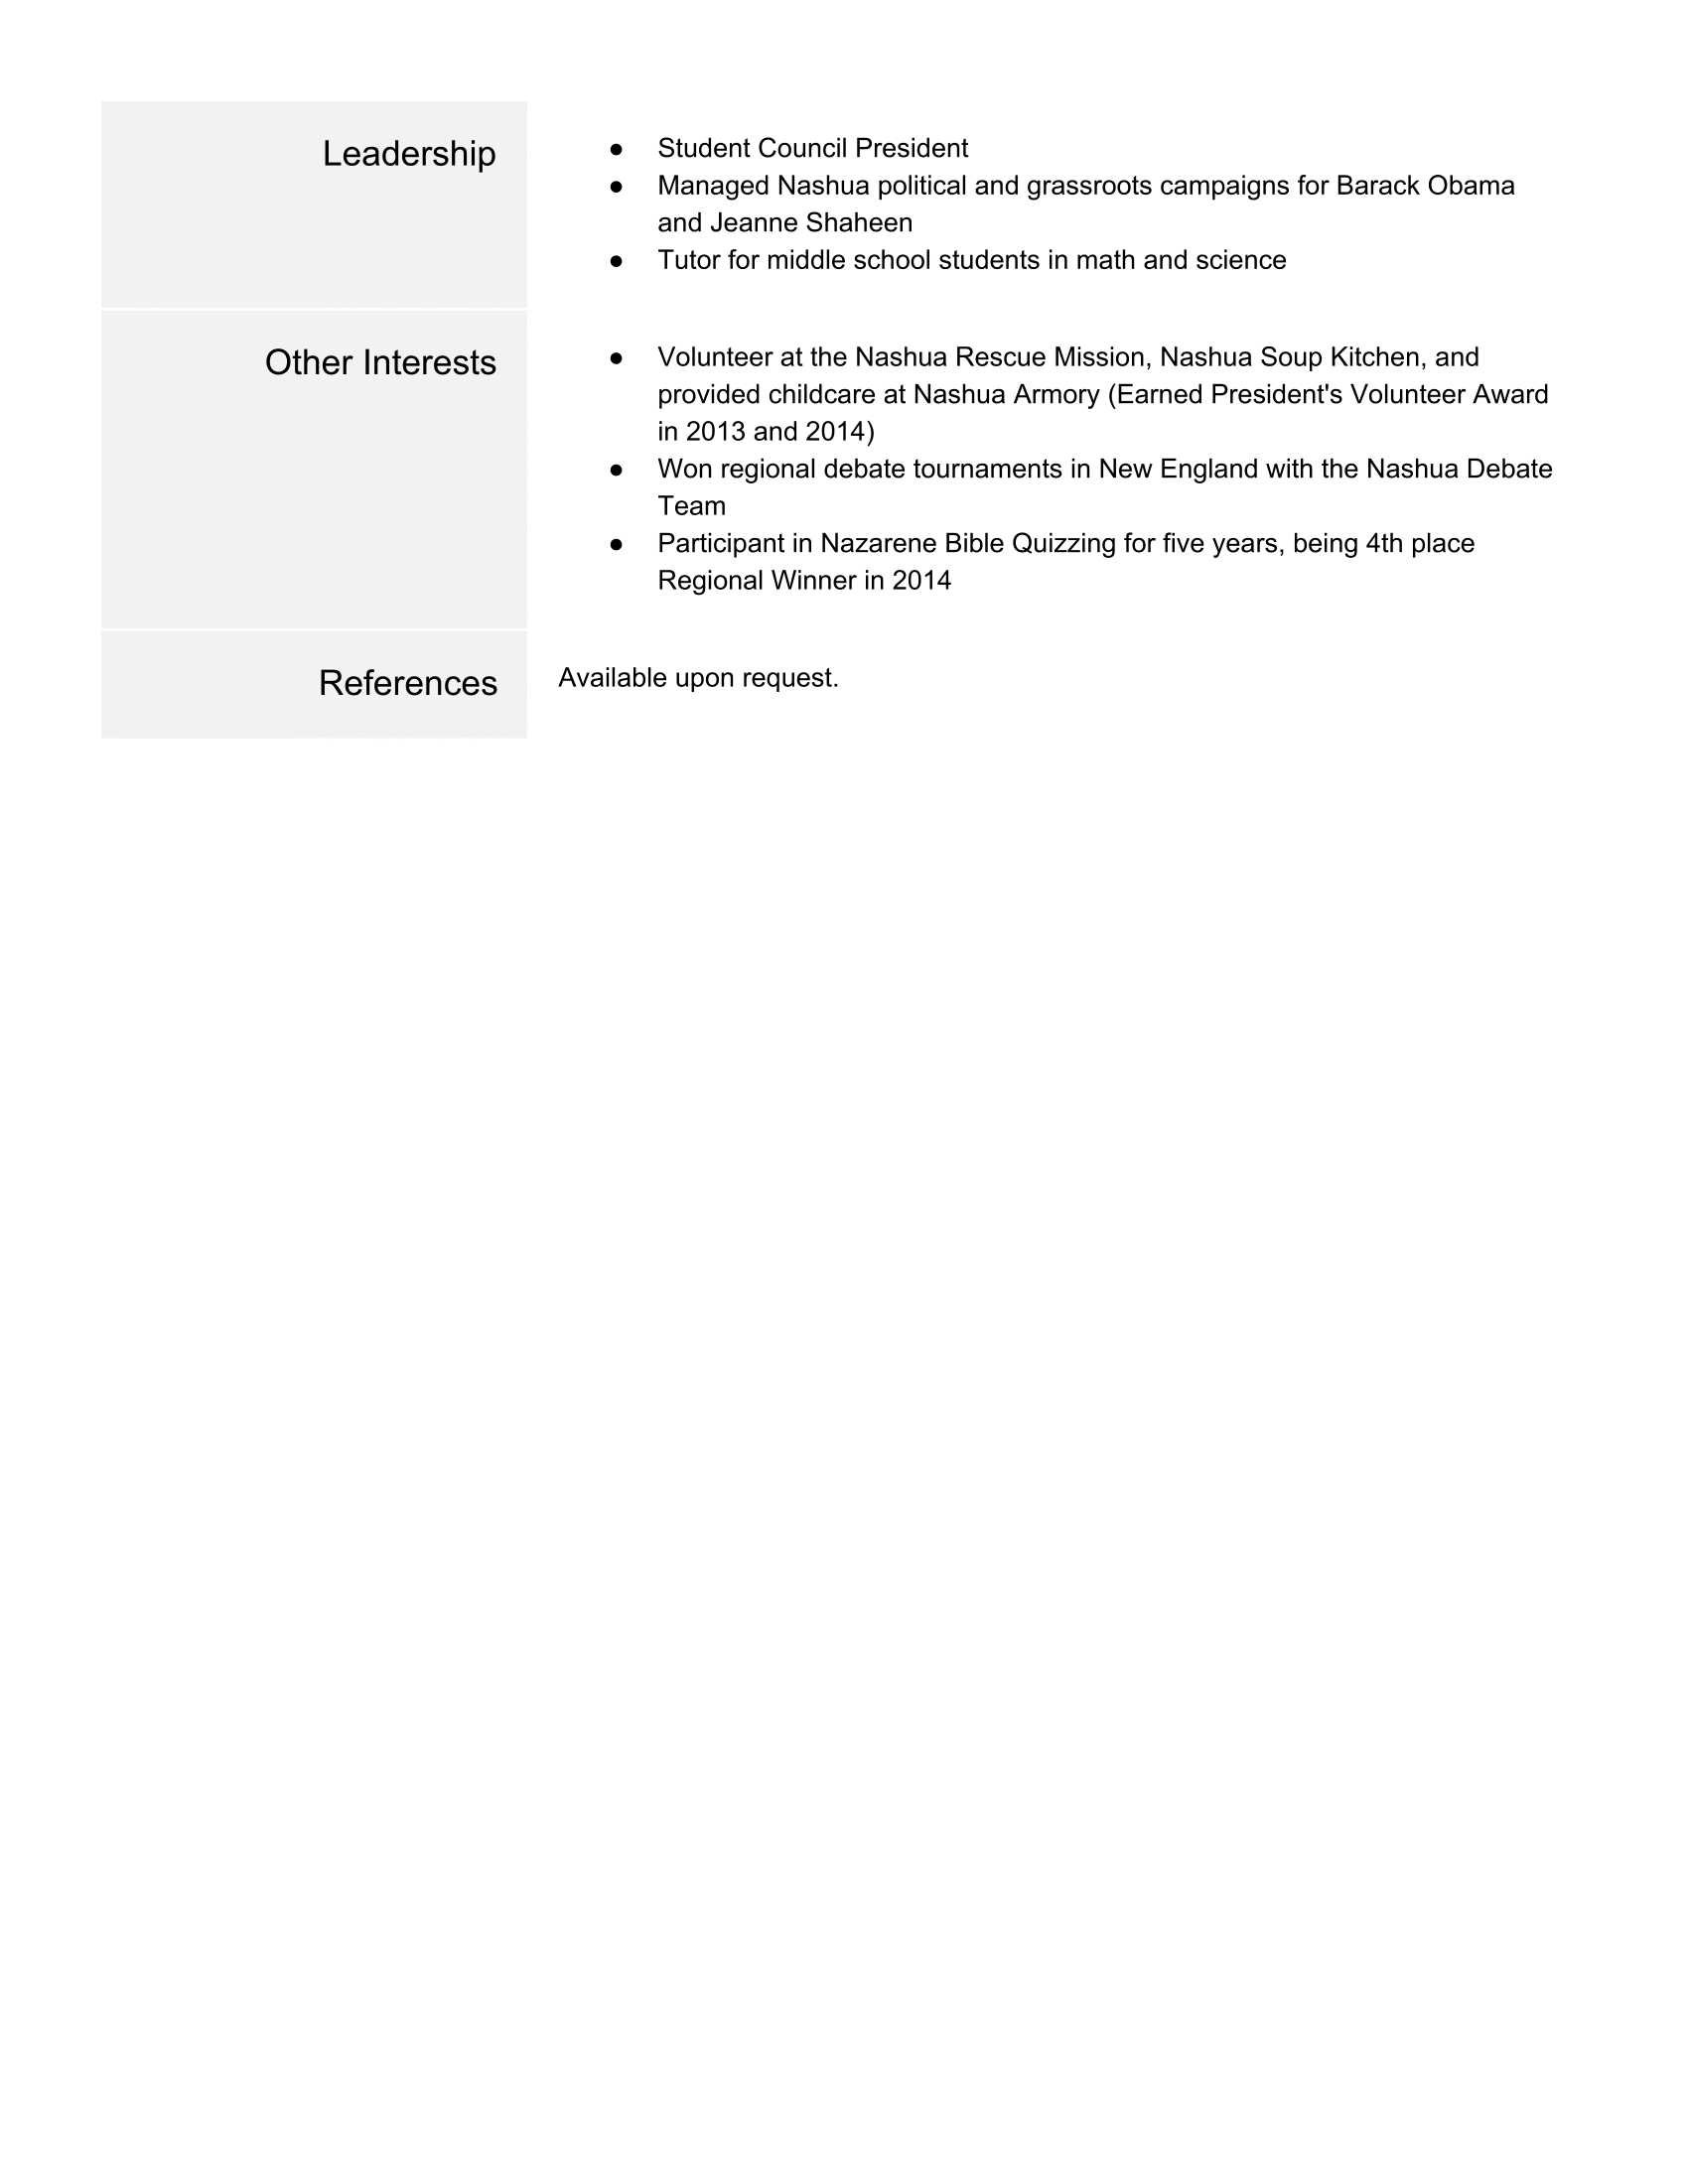 Leadership
● Student Council President
● Managed Nashua political and grassroots campaigns for Barack Obama
and Jeanne Shaheen
● Tutor for middle school students in math and science
Other Interests
● Volunteer at the Nashua Rescue Mission, Nashua Soup Kitchen, and
provided childcare at Nashua Armory (Earned President's Volunteer Award
in 2013 and 2014)
● Won regional debate tournaments in New England with the Nashua Debate
Team
● Participant in Nazarene Bible Quizzing for five years, being 4th place
Regional Winner in 2014
References
Available upon request.